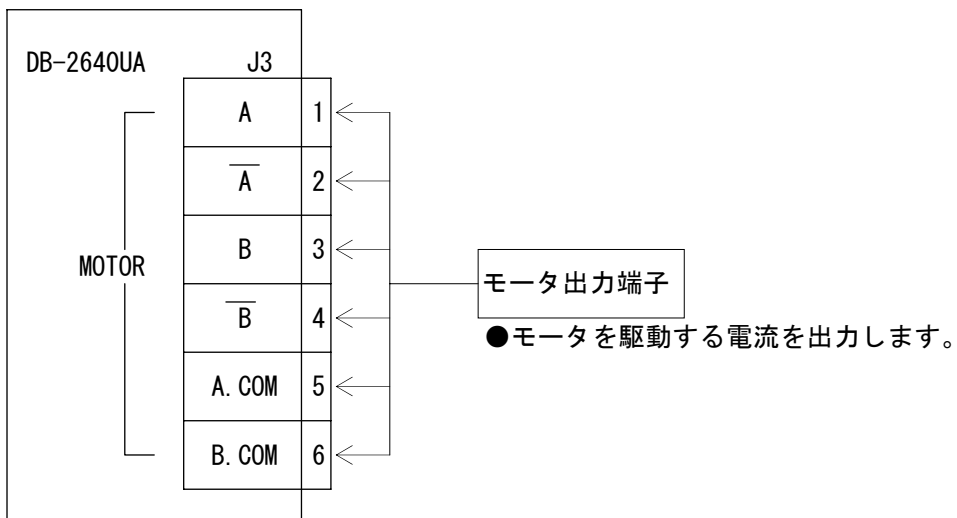 DB-2640UA J3
A 1
A̅ 2
B 3
MOTOR
B̅ 4
A.COM 5
B.COM 6
モータ出力端子
●モータを駆動する電流を出力します。